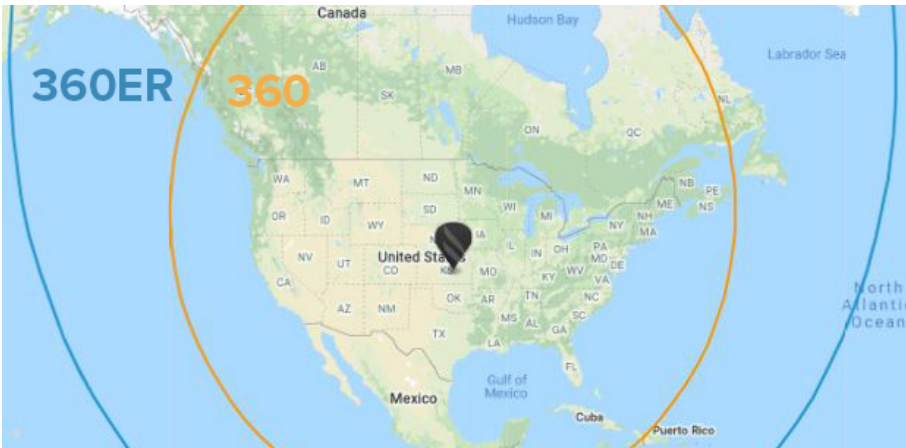 Canada
Hudson Bay
Labrador Sea
360ER
360
AB
MB
SK
NL
ON
QC
WA
MT
ND
MN
NB
PE
OR
ID
SD
WI
MI
ME
NS
WY
NY
NH
MA
IA
NV
UT
United States
CO
IL
IN
OH
PA
MD
DE
CA
MO
KY
WV
VA
AZ
NM
OK
AR
TN
NC
MS
AL
SC
GA
TX
LA
FL
North
Atlantic
Ocean
Gulf of
Mexico
Mexico
Cuba
Puerto Rico